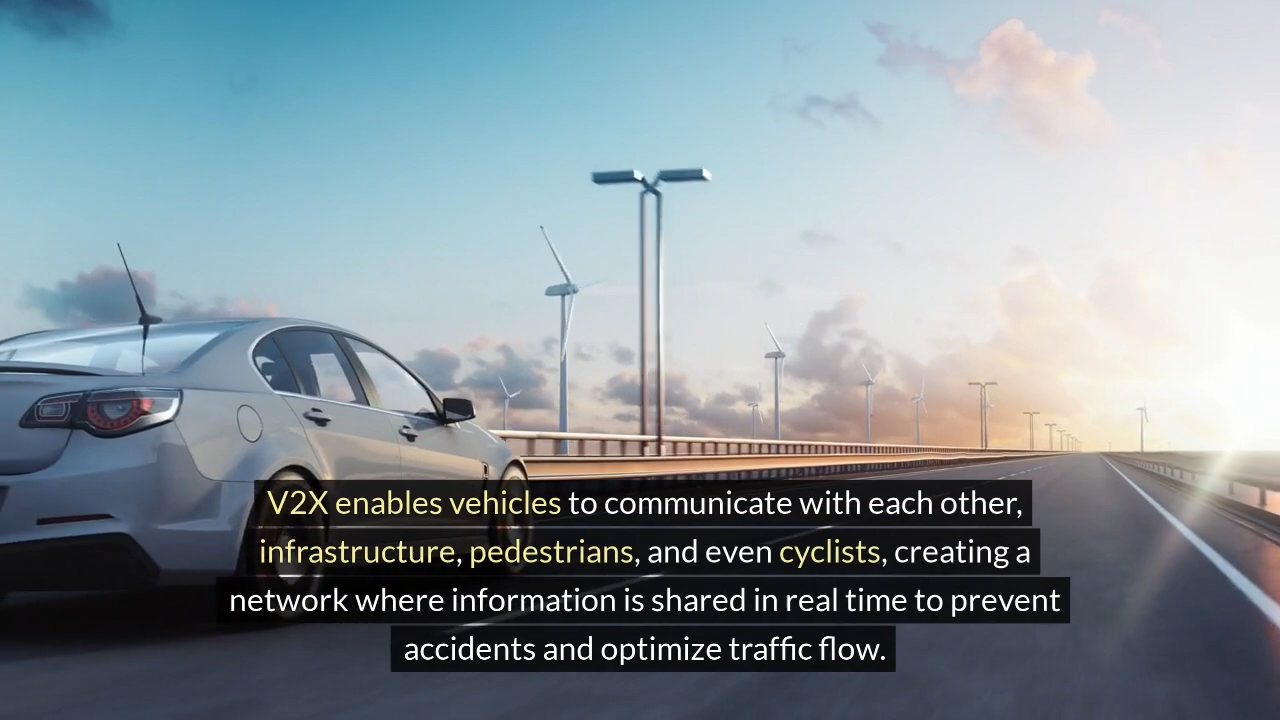 V2X enables vehicles to communicate with each other,
infrastructure, pedestrians, and even cyclists, creating a
network where information is shared in real time to prevent
accidents and optimize traffic flow.